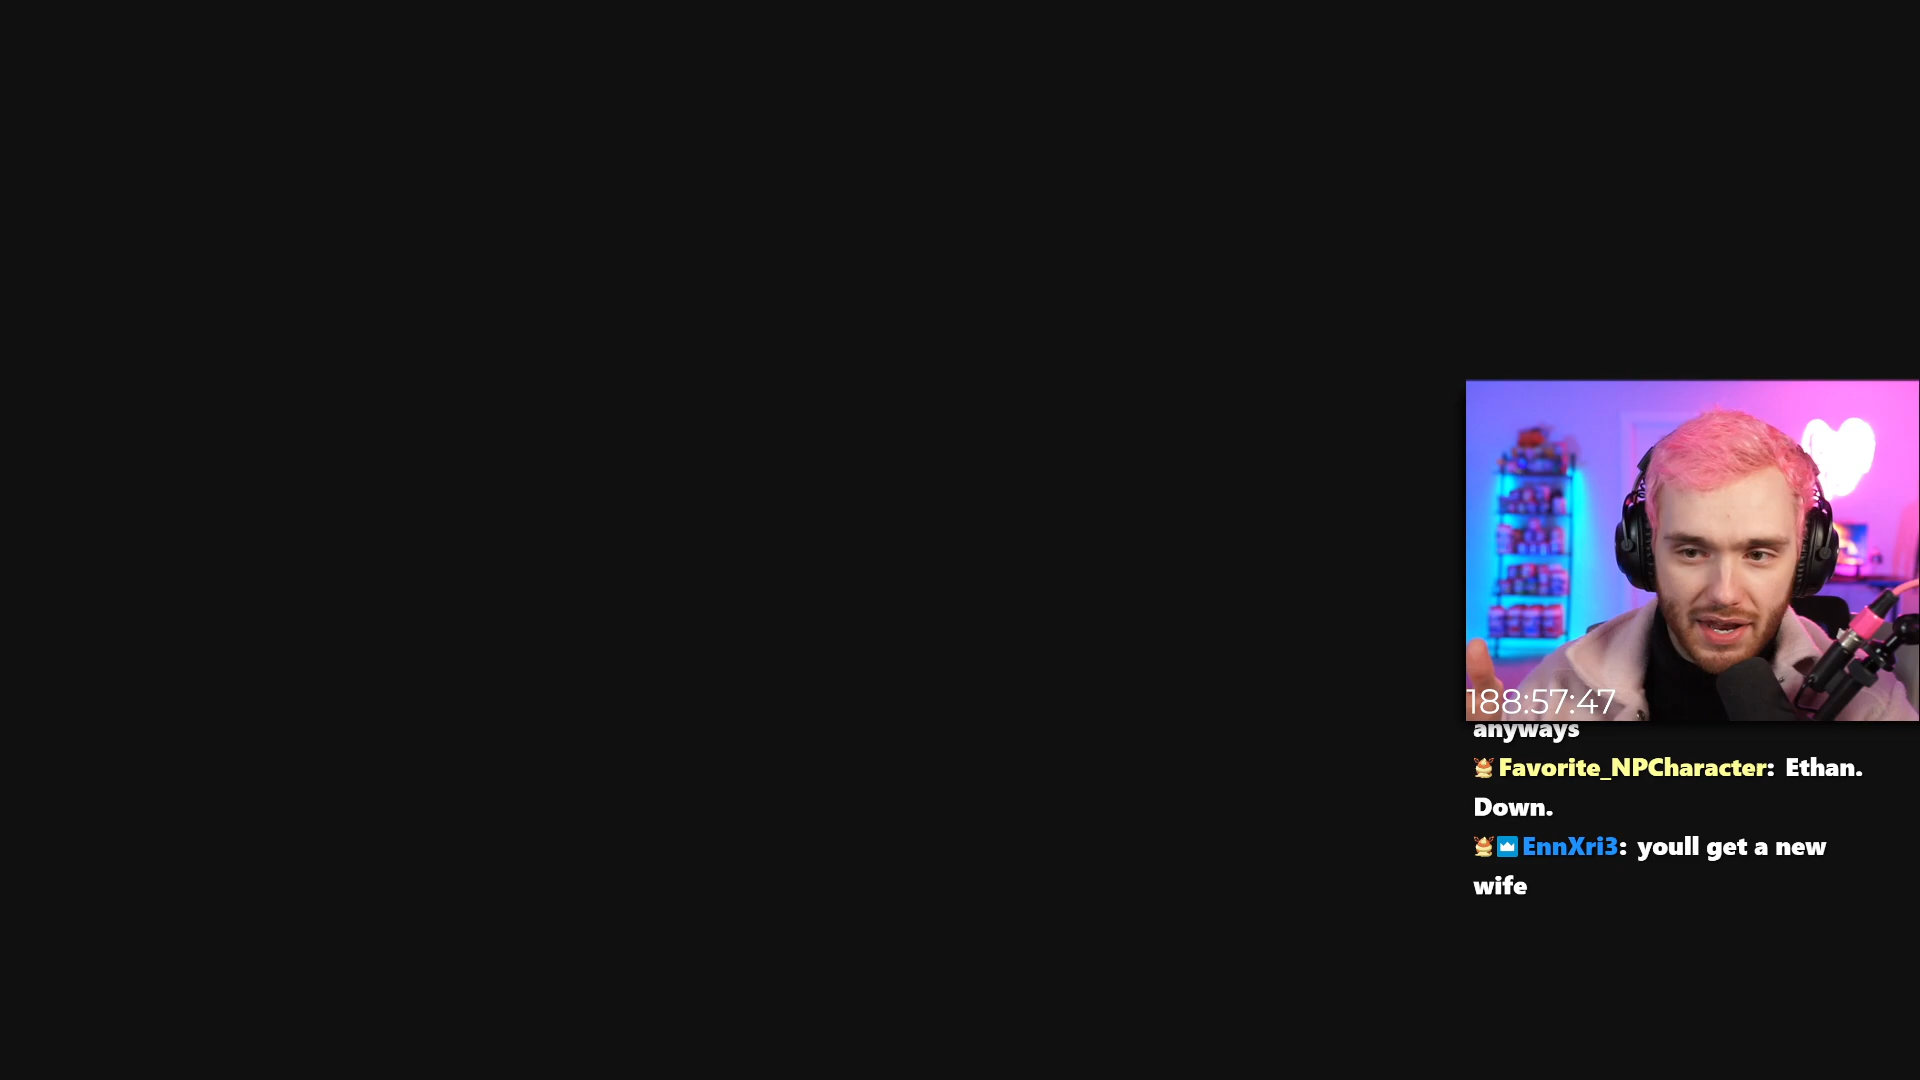 188:57:47
anyways
Favorite_NPCharacter: Ethan.
Down.
EnnXri3: youll get a new
wife